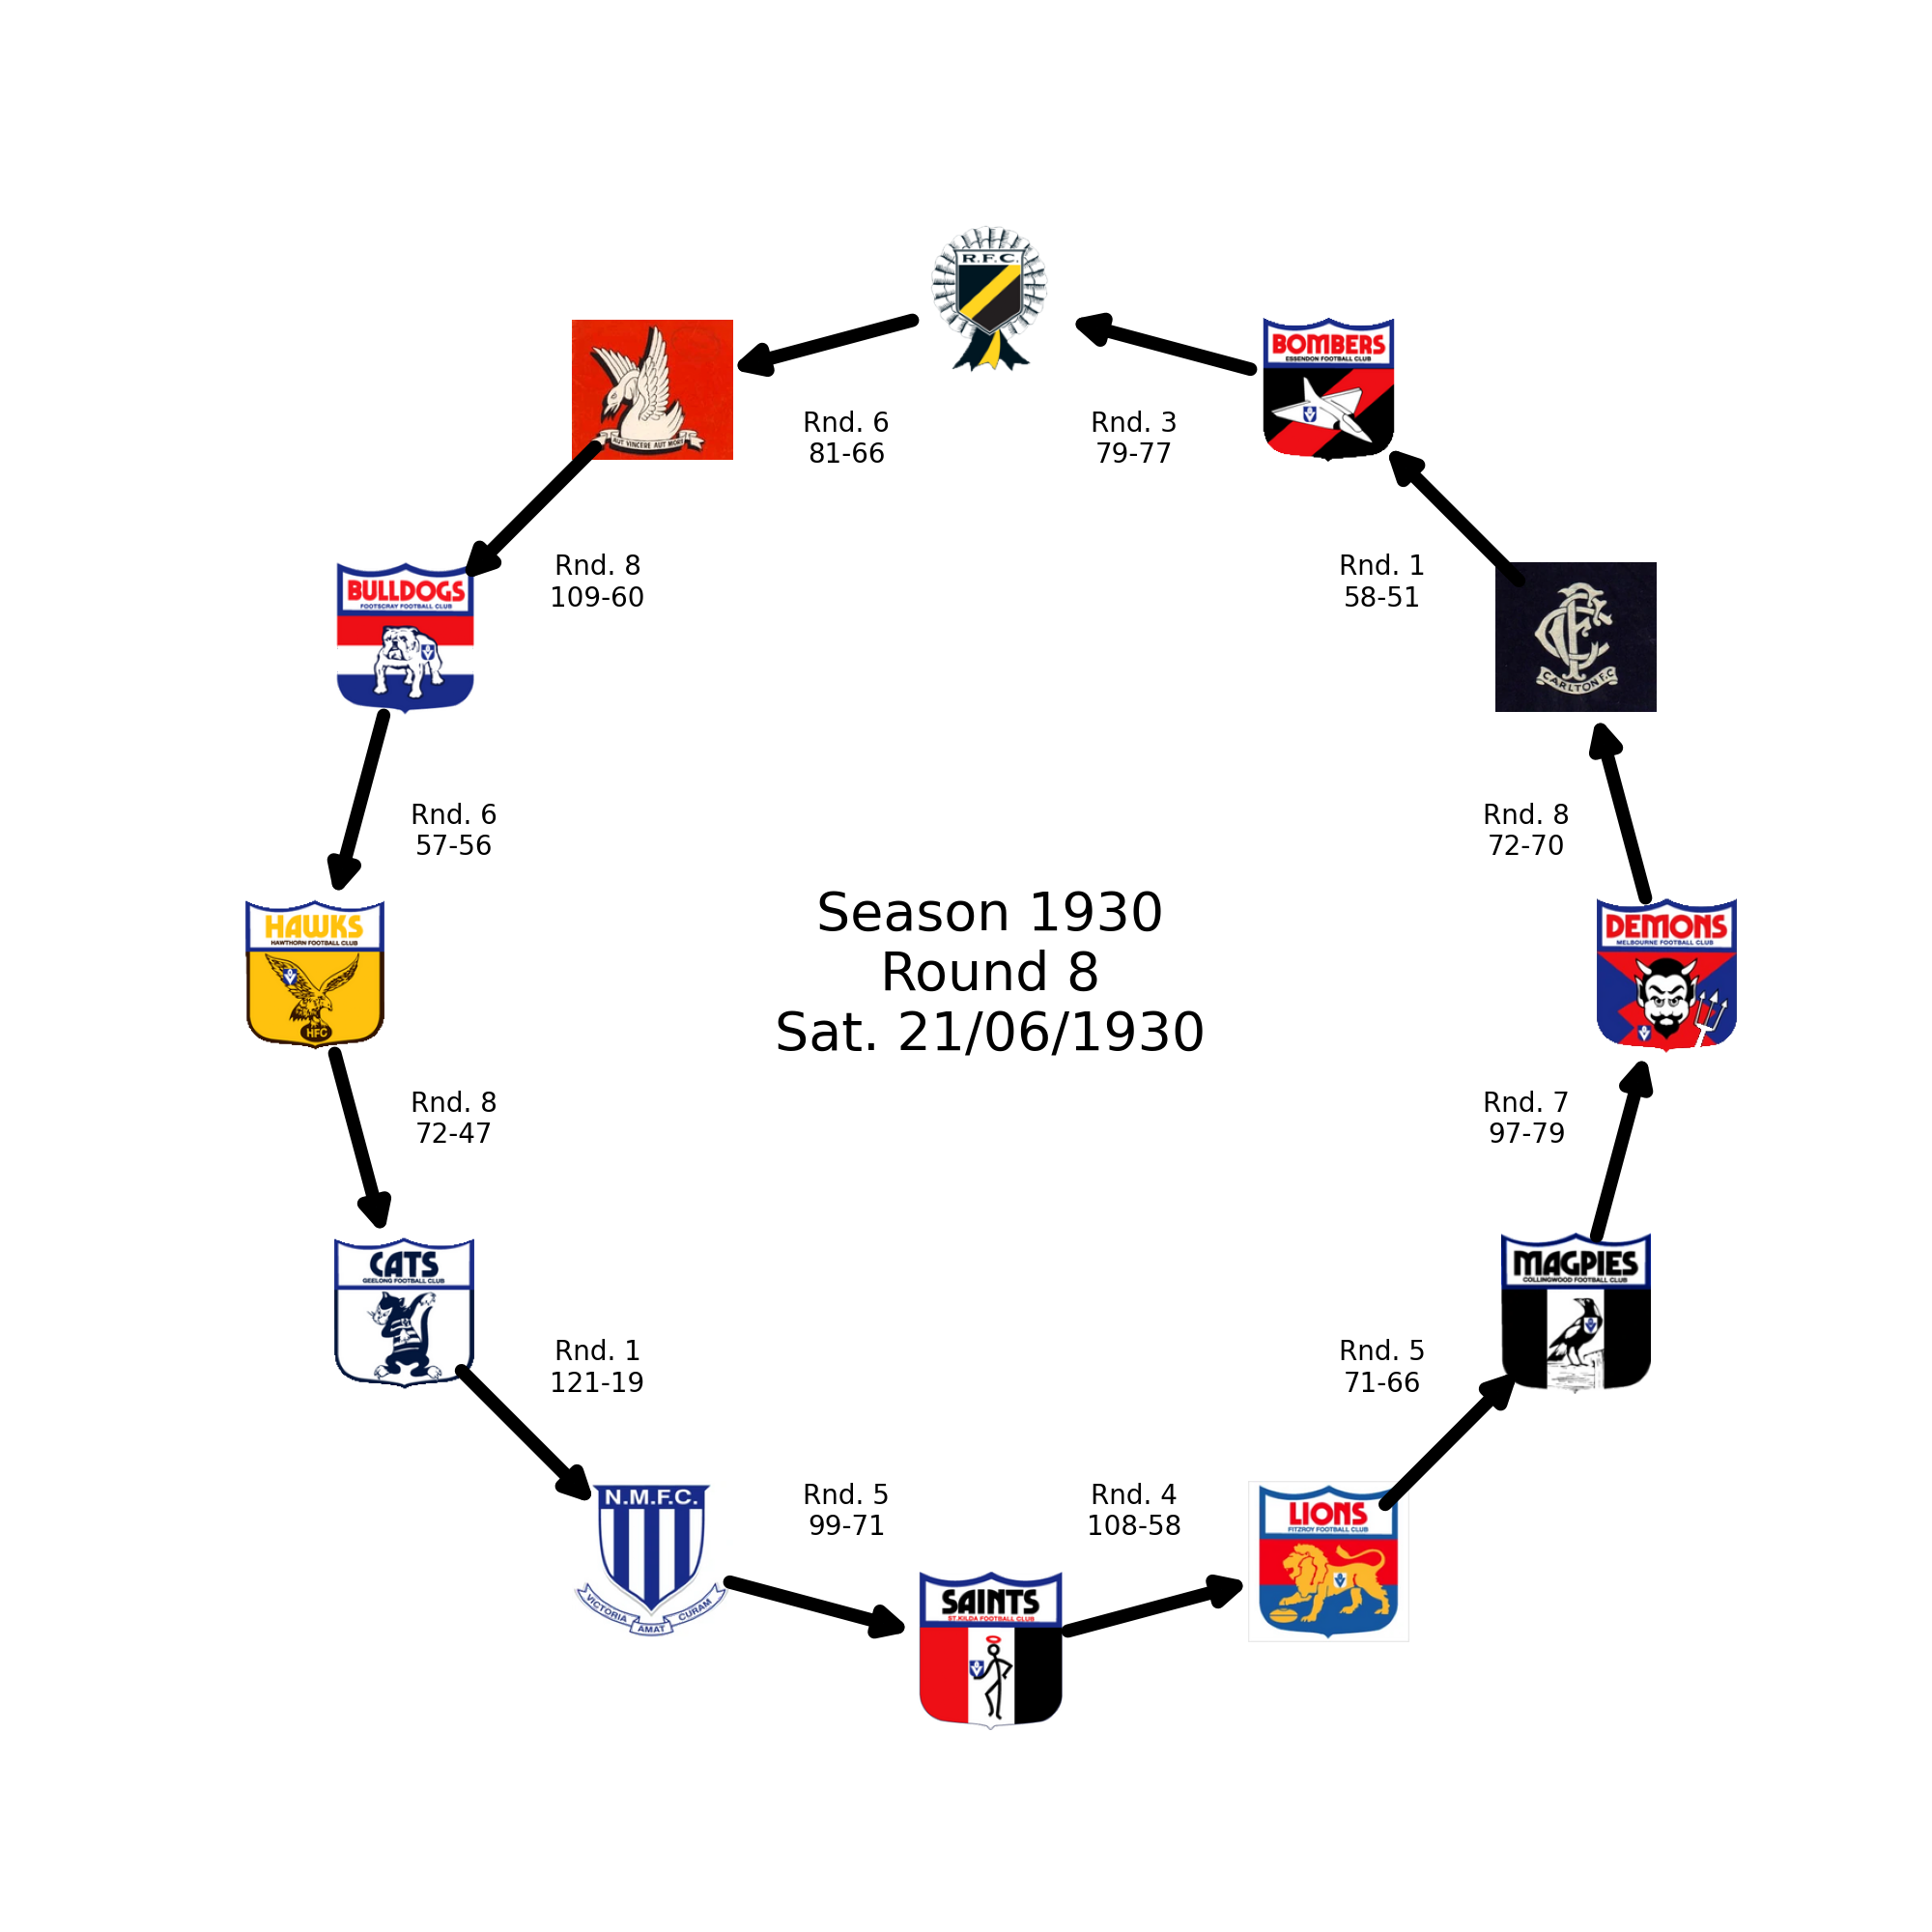 R.F.C.
BOMBERS
ESSENDON FOOTBALL CLUB
AUT VINCERE AUT MORI
Rnd. 6
81-66
Rnd. 3
79-77
BULLDOGS
FOOTSCRAY FOOTBALL CLUB
Rnd. 8
109-60
Rnd. 1
58-51
CFC
CARLTON F.C
Rnd. 6
57-56
Rnd. 8
72-70
HAWKS
HAWTHORN FOOTBALL CLUB
HFC
Season 1930
Round 8
Sat. 21/06/1930
DEMONS
MELBOURNE FOOTBALL CLUB
Rnd. 8
72-47
Rnd. 7
97-79
CATS
GEELONG FOOTBALL CLUB
MAGPIES
COLLINGWOOD FOOTBALL CLUB
Rnd. 1
121-19
Rnd. 5
71-66
N.M.F.C.
VICTORIA AMAT CURAM
Rnd. 5
99-71
Rnd. 4
108-58
LIONS
FITZROY FOOTBALL CLUB
SAINTS
ST.KILDA FOOTBALL CLUB